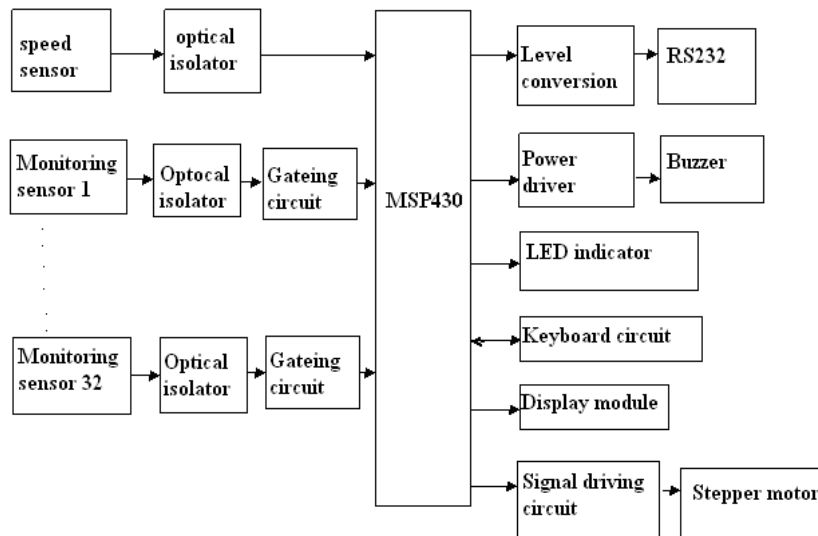 speed
sensor
optical
isolator
Monitoring
sensor 1
Optocal
isolator
Gateing
circuit
Monitoring
sensor 32
Optical
isolator
Gateing
circuit
MSP430
Level
conversion
RS232
Power
driver
Buzzer
LED indicator
Keyboard circuit
Display module
Signal driving
circuit
Stepper motor